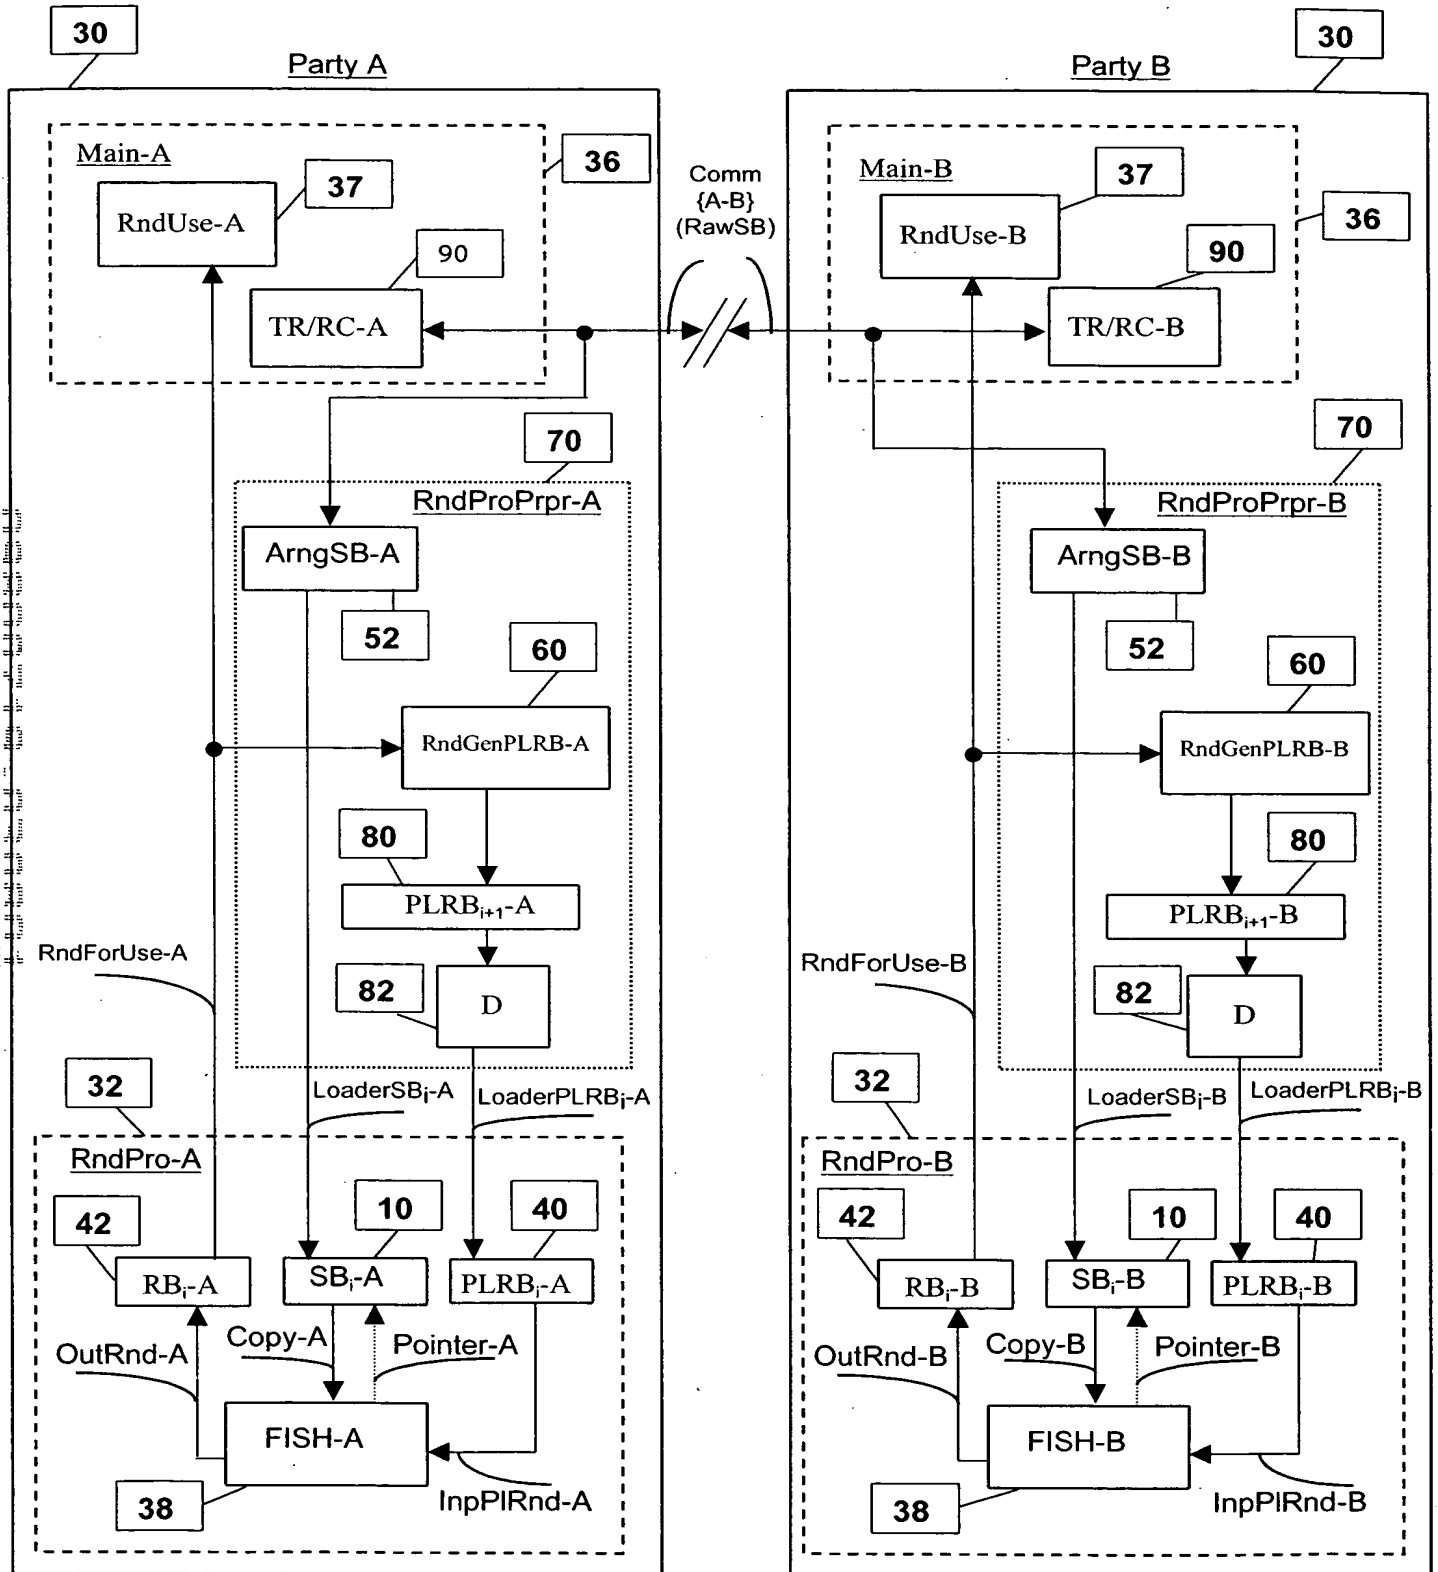 30
Party A
Main-A
36
37
RndUse-A
90
TR/RC-A
Comm
{A-B}
(RawSB)
70
RndProPrpr-A
ArngSB-A
52
60
RndGenPLRB-A
80
PLRBi+1-A
82
D
RndForUse-A
32
LoaderSBi-A
LoaderPLRBi-A
RndPro-A
42
10
40
RBi-A
SBi-A
PLRBi-A
OutRnd-A
Copy-A
Pointer-A
FISH-A
38
InpPlRnd-A
30
Party B
Main-B
36
37
RndUse-B
90
TR/RC-B
70
RndProPrpr-B
ArngSB-B
52
60
RndGenPLRB-B
80
PLRBi+1-B
82
D
RndForUse-B
32
LoaderSBi-B
LoaderPLRBi-B
RndPro-B
42
10
40
RBi-B
SBi-B
PLRBi-B
OutRnd-B
Copy-B
Pointer-B
FISH-B
38
InpPlRnd-B